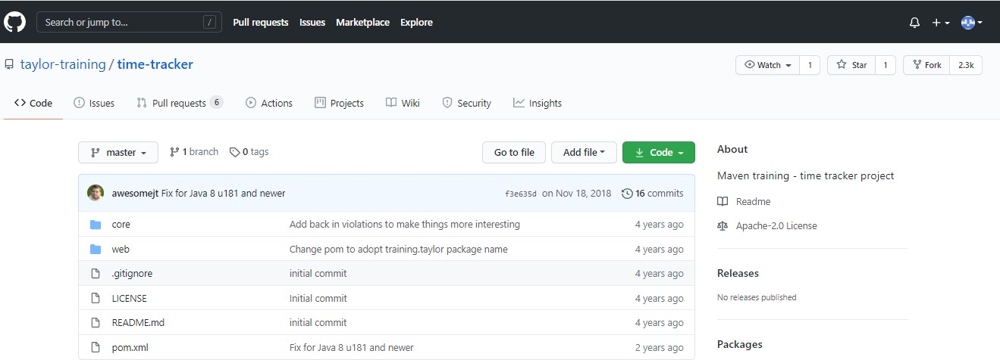 Search or jump to... /
Pull requests Issues Marketplace Explore
taylor-training / time-tracker
Watch 1 Star 1 Fork 2.3k
Code Issues Pull requests 6 Actions Projects Wiki Security Insights
master 1 branch 0 tags Go to file Add file Code
awesomejt Fix for Java 8 u181 and newer f3e635d on Nov 18, 2018 16 commits
core Add back in violations to make things more interesting 4 years ago
web Change pom to adopt training.taylor package name 4 years ago
.gitignore initial commit 4 years ago
LICENSE Initial commit 4 years ago
README.md initial commit 4 years ago
pom.xml Fix for Java 8 u181 and newer 2 years ago
About
Maven training - time tracker project
Readme
Apache-2.0 License
Releases
No releases published
Packages